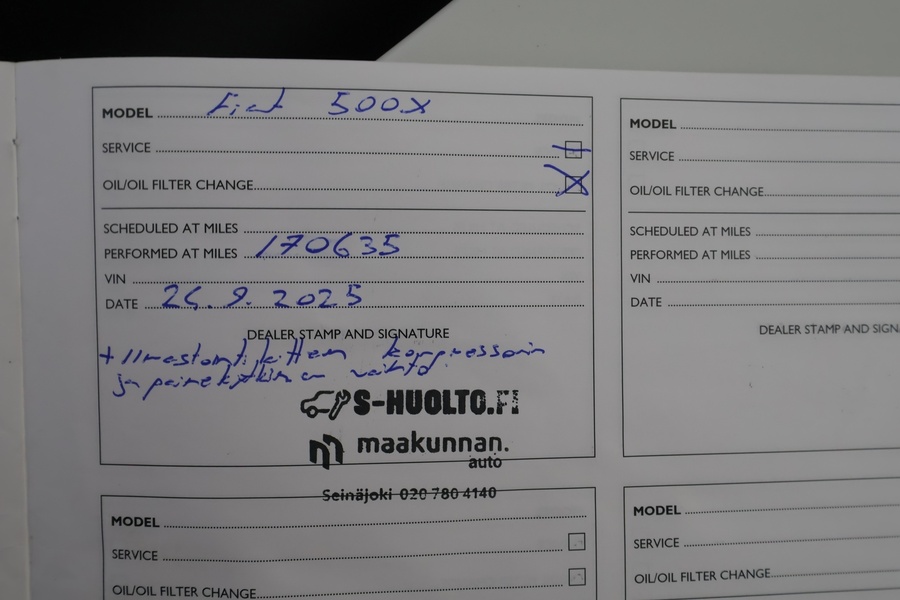 MODEL Fiat 500X
SERVICE
OIL/OIL FILTER CHANGE
SCHEDULED AT MILES
PERFORMED AT MILES 170635
VIN
DATE 9.2025
DEALER STAMP AND SIGNATURE
+ Ilmastointilaitteen kompressorin
ja painekytkimen vaihto
S-HUOLTO.FI
maakunnan.
auto
Seinäjoki 020 780 4140
MODEL
SERVICE
OIL/OIL FILTER CHANGE
MODEL
SERVICE
OIL/OIL FILTER CHANGE
SCHEDULED AT MILES
PERFORMED AT MILES
VIN
DATE
DEALER STAMP AND SIGN
MODEL
SERVICE
OIL/OIL FILTER CHANGE